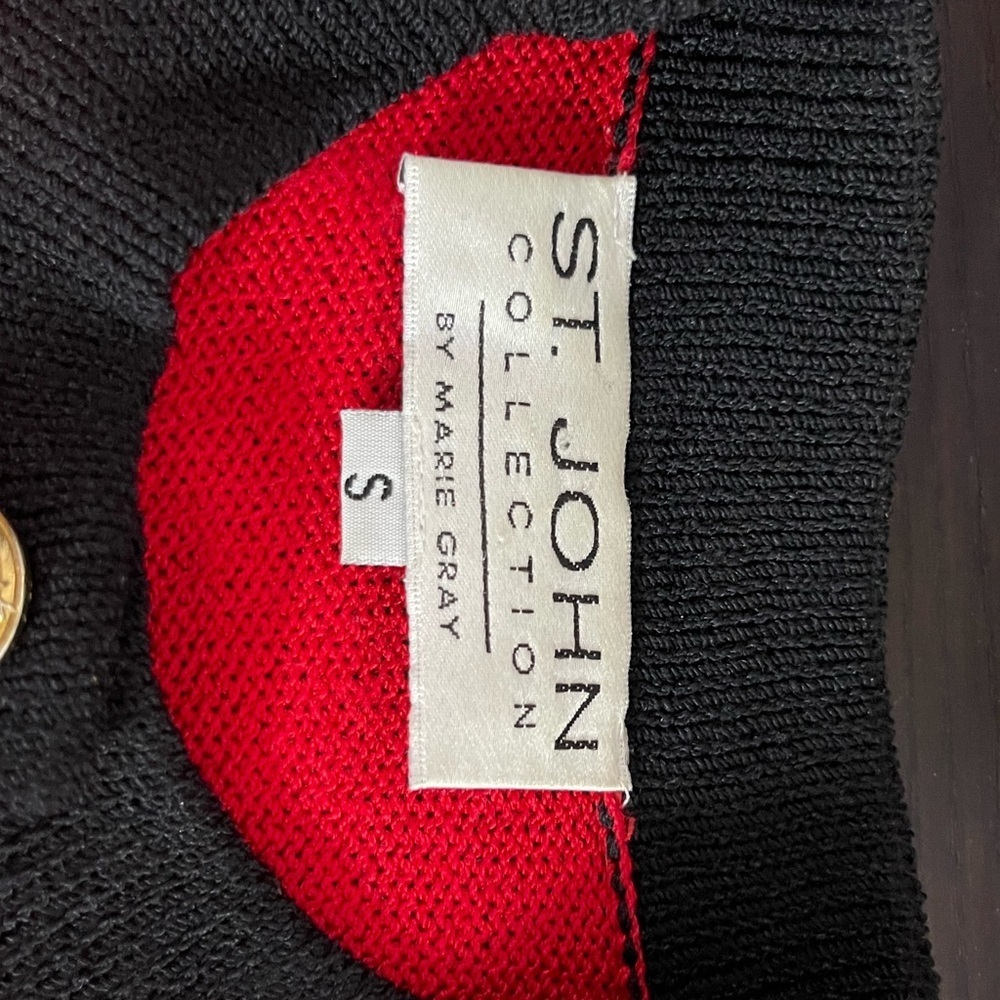 ST. JOHN
COLLECTION
BY MARIE GRAY
S